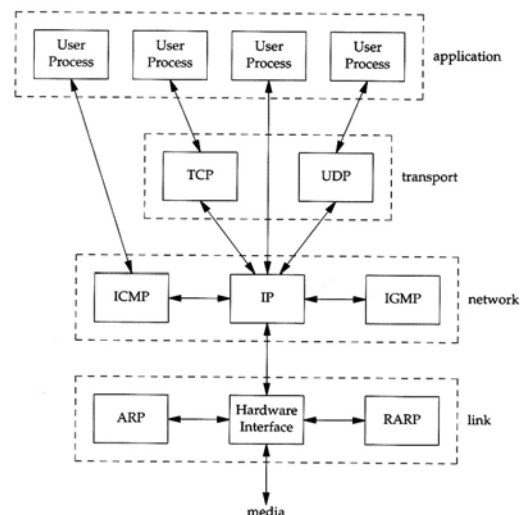 User
Process
User
Process
User
Process
User
Process
application
TCP
UDP
transport
ICMP
IP
IGMP
network
ARP
Hardware
Interface
RARP
link
media